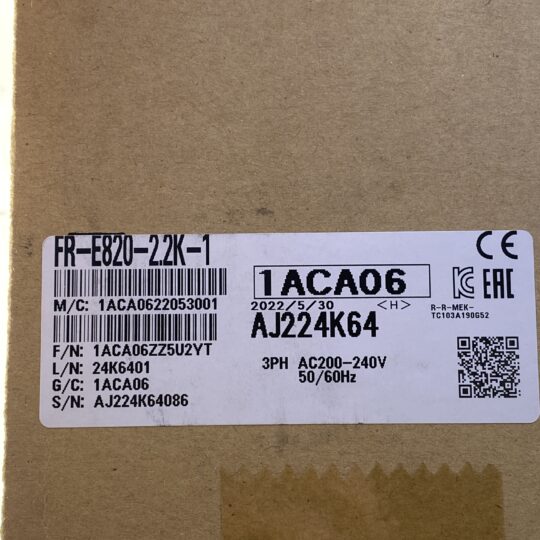 FR-E820-2.2K-1
1ACA06
M/C: 1ACA0622053001
2022/5/30 <H>
R-R-MEK-
TC103A190G52
AJ224K64
F/N: 1ACA06ZZ5U2YT
L/N: 24K6401
G/C: 1ACA06
S/N: AJ224K64086
3PH AC200-240V
50/60Hz
CE
EAC